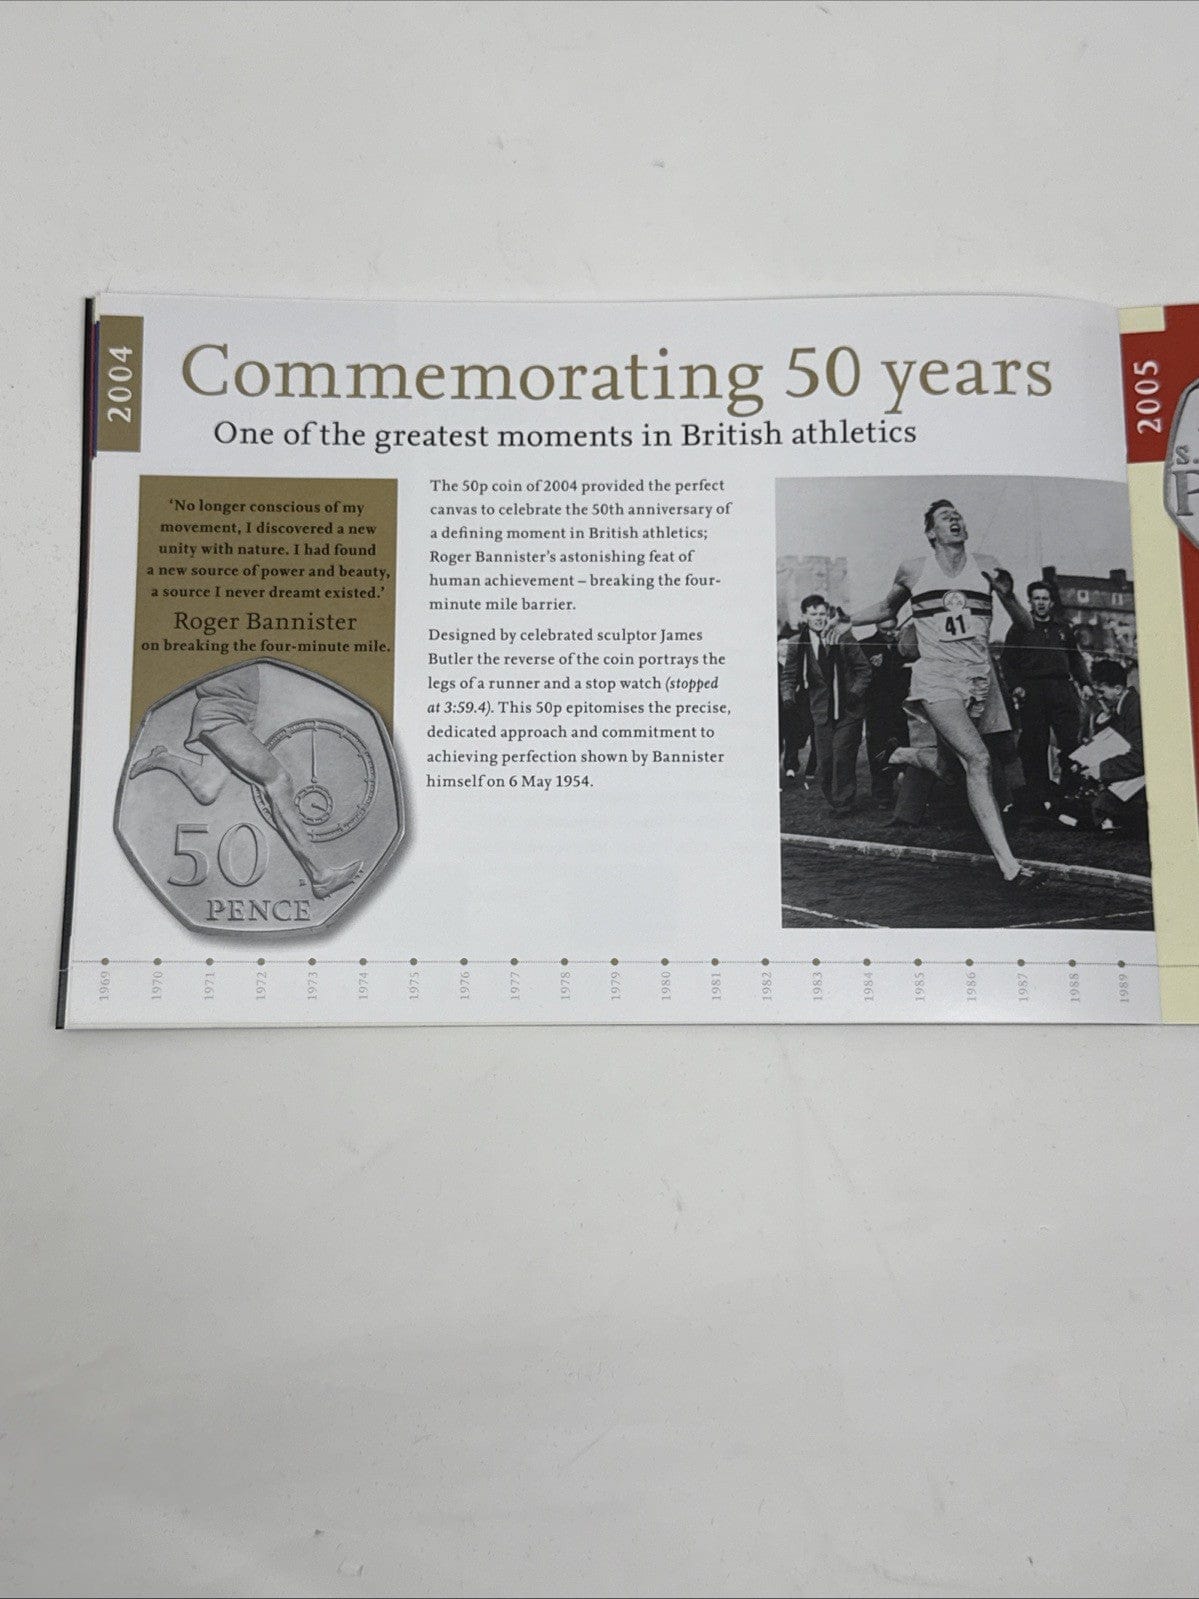 2004
Commemorating 50 years
One of the greatest moments in British athletics
‘No longer conscious of my
movement, I discovered a new
unity with nature. I had found
a new source of power and beauty,
a source I never dreamt existed.’
Roger Bannister
on breaking the four-minute mile.
50
PENCE
The 50p coin of 2004 provided the perfect
canvas to celebrate the 50th anniversary of
a defining moment in British athletics;
Roger Bannister’s astonishing feat of
human achievement – breaking the four-
minute mile barrier.
Designed by celebrated sculptor James
Butler the reverse of the coin portrays the
legs of a runner and a stop watch (stopped
at 3:59.4). This 50p epitomises the precise,
dedicated approach and commitment to
achieving perfection shown by Bannister
himself on 6 May 1954.
41
1969 1970 1971 1972 1973 1974 1975 1976 1977 1978 1979 1980 1981 1982 1983 1984 1985 1986 1987 1988 1989
2005
S.
P